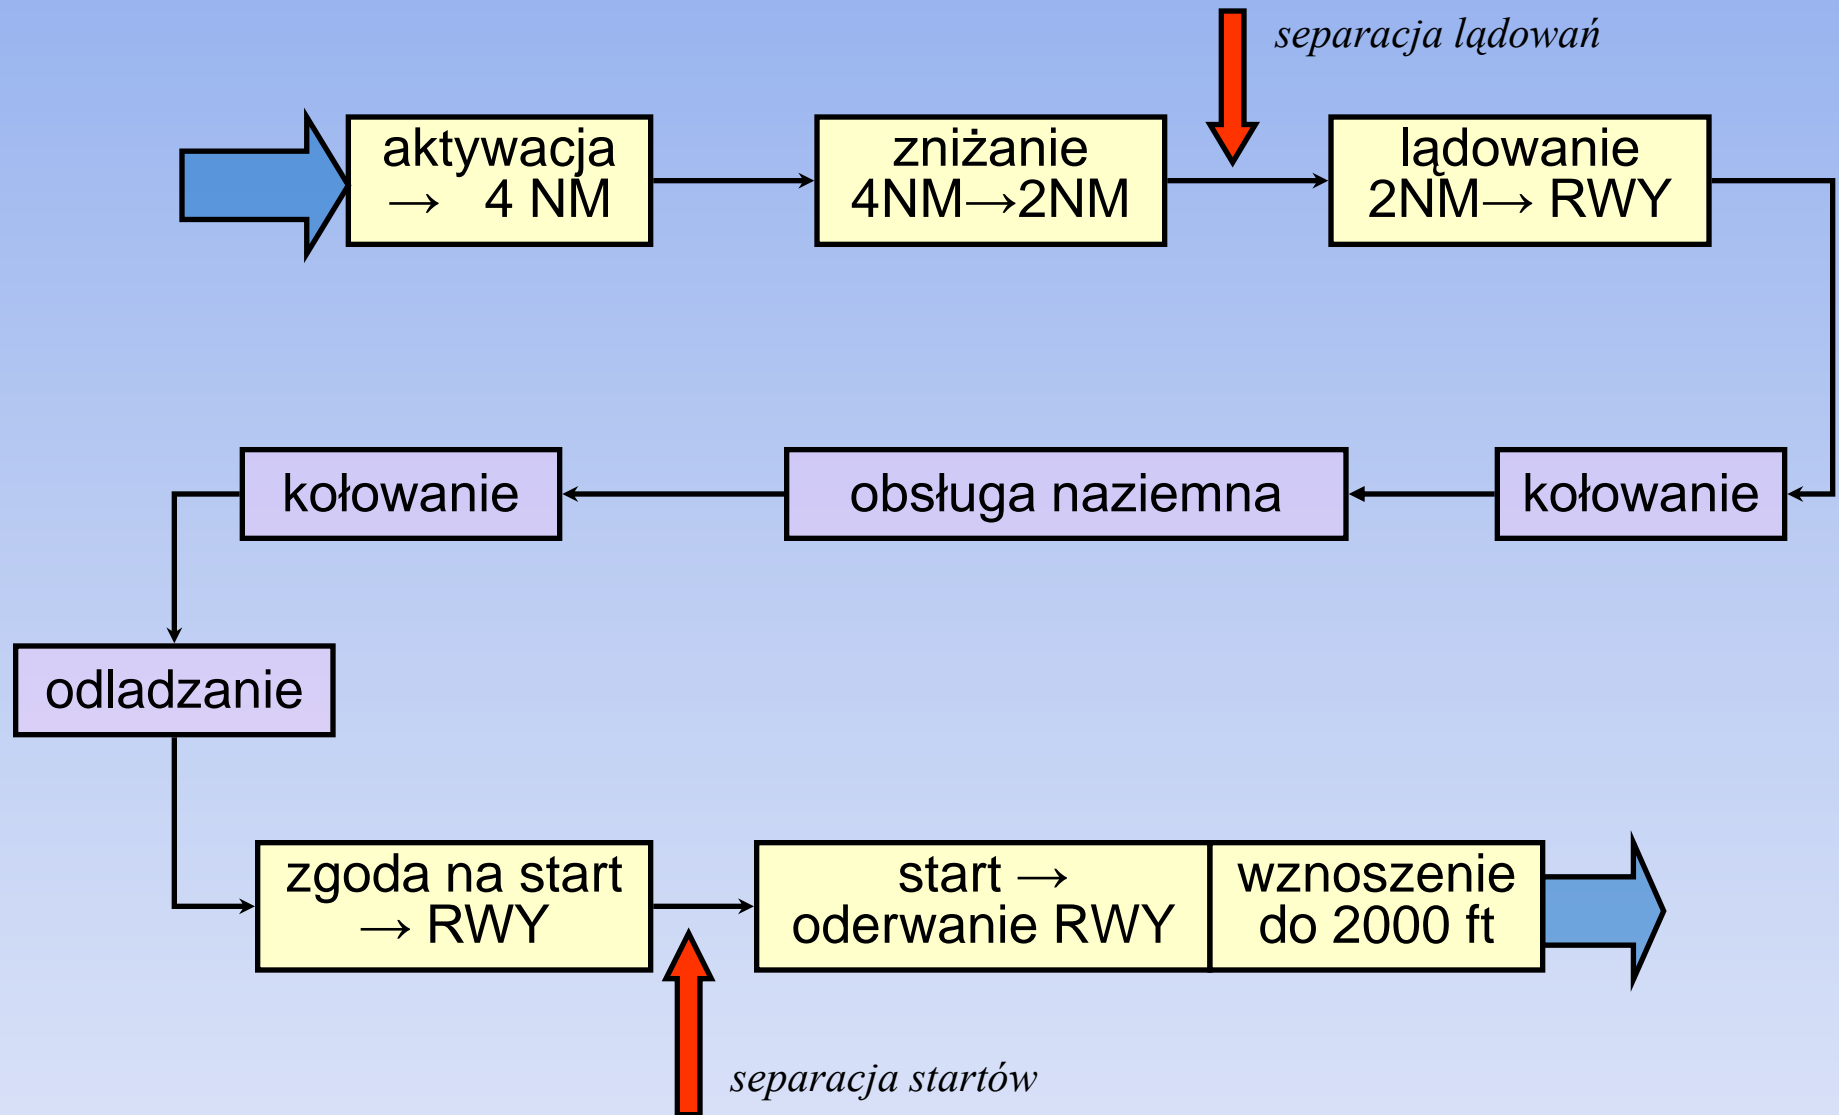 separacja lądowań
aktywacja
→ 4 NM
zniżanie
4NM→2NM
lądowanie
2NM→ RWY
kołowanie
obsługa naziemna
kołowanie
odladzanie
zgoda na start
→ RWY
start →
oderwanie RWY
wznoszenie
do 2000 ft
separacja startów